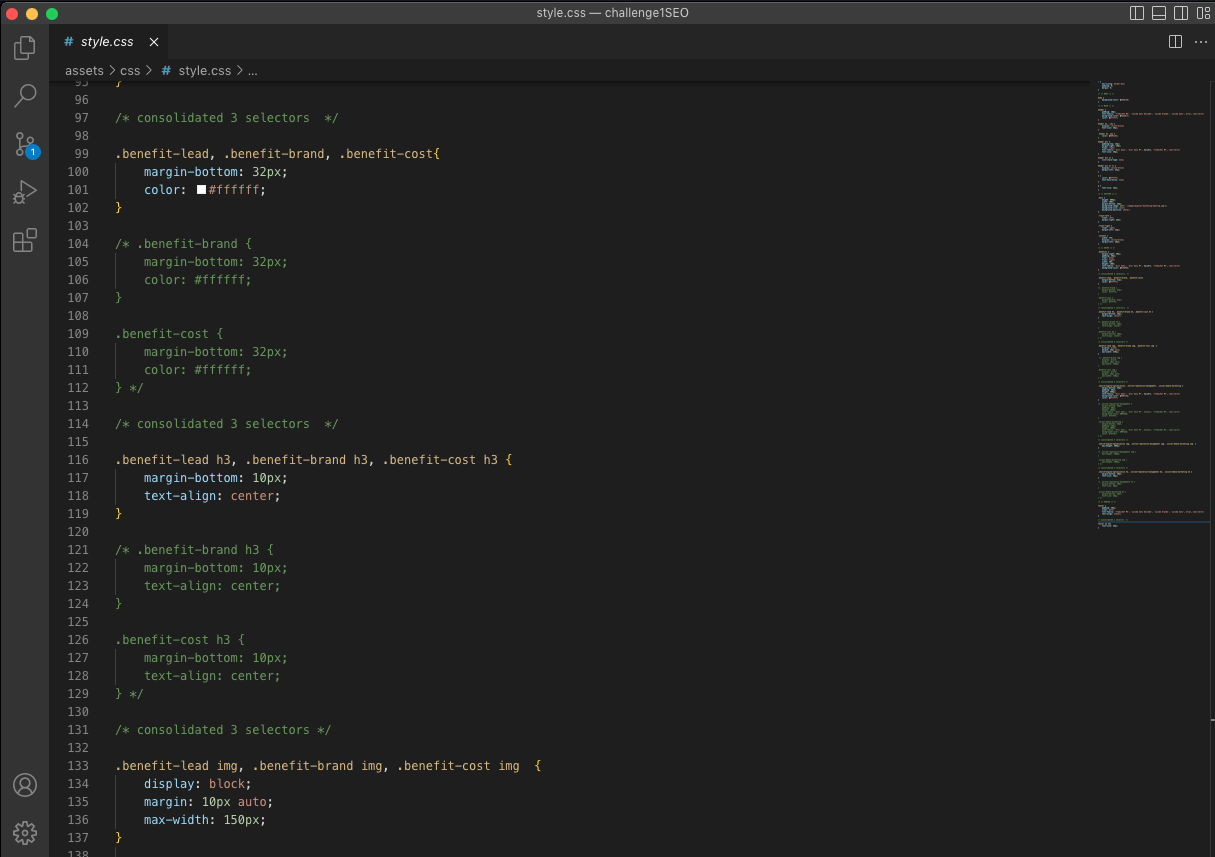 style.css — challenge1SEO
# style.css
assets > css > # style.css > ...
95 }
96
97 /* consolidated 3 selectors  */
98
99 .benefit-lead, .benefit-brand, .benefit-cost{
100     margin-bottom: 32px;
101     color: #ffffff;
102 }
103
104 /* .benefit-brand {
105     margin-bottom: 32px;
106     color: #ffffff;
107 }
108
109 .benefit-cost {
110     margin-bottom: 32px;
111     color: #ffffff;
112 } */
113
114 /* consolidated 3 selectors  */
115
116 .benefit-lead h3, .benefit-brand h3, .benefit-cost h3 {
117     margin-bottom: 10px;
118     text-align: center;
119 }
120
121 /* .benefit-brand h3 {
122     margin-bottom: 10px;
123     text-align: center;
124 }
125
126 .benefit-cost h3 {
127     margin-bottom: 10px;
128     text-align: center;
129 } */
130
131 /* consolidated 3 selectors */
132
133 .benefit-lead img, .benefit-brand img, .benefit-cost img  {
134     display: block;
135     margin: 10px auto;
136     max-width: 150px;
137 }
138
1